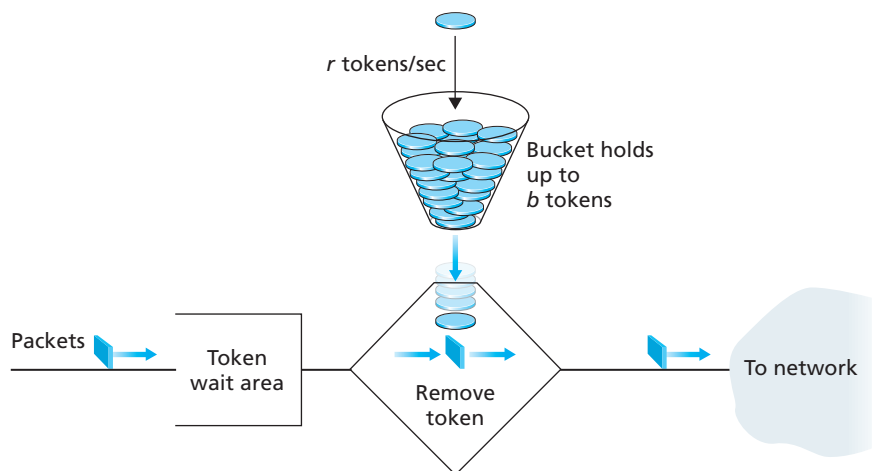 r tokens/sec
Bucket holds
up to
b tokens
Packets
Token
wait area
Remove
token
To network